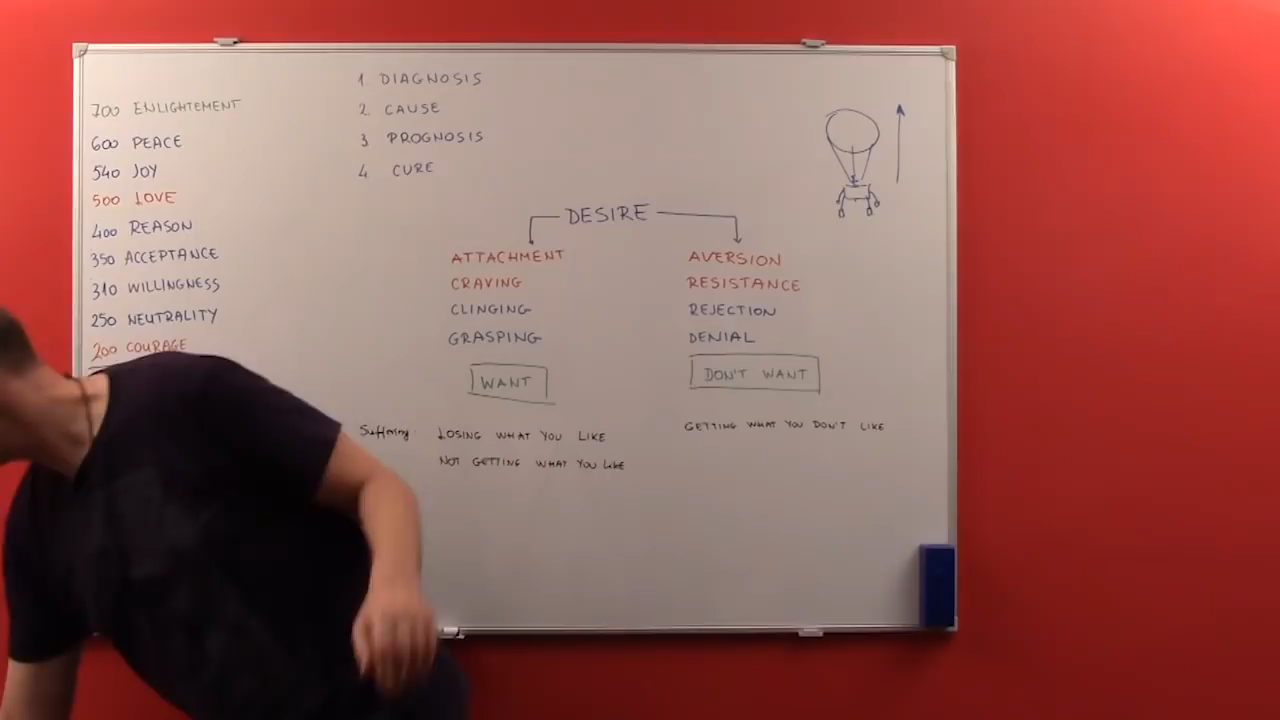 700 ENLIGHTEMENT
600 PEACE
540 JOY
500 LOVE
400 REASON
350 ACCEPTANCE
310 WILLINGNESS
250 NEUTRALITY
200 COURAGE
1. DIAGNOSIS
2. CAUSE
3 PROGNOSIS
4. CURE
DESIRE
ATTACHMENT
CRAVING
CLINGING
GRASPING
WANT
AVERSION
RESISTANCE
REJECTION
DENIAL
DON'T WANT
Suffering: LOSING WHAT YOU LIKE
NOT GETTING WHAT YOU LIKE
GETTING WHAT YOU DON'T LIKE